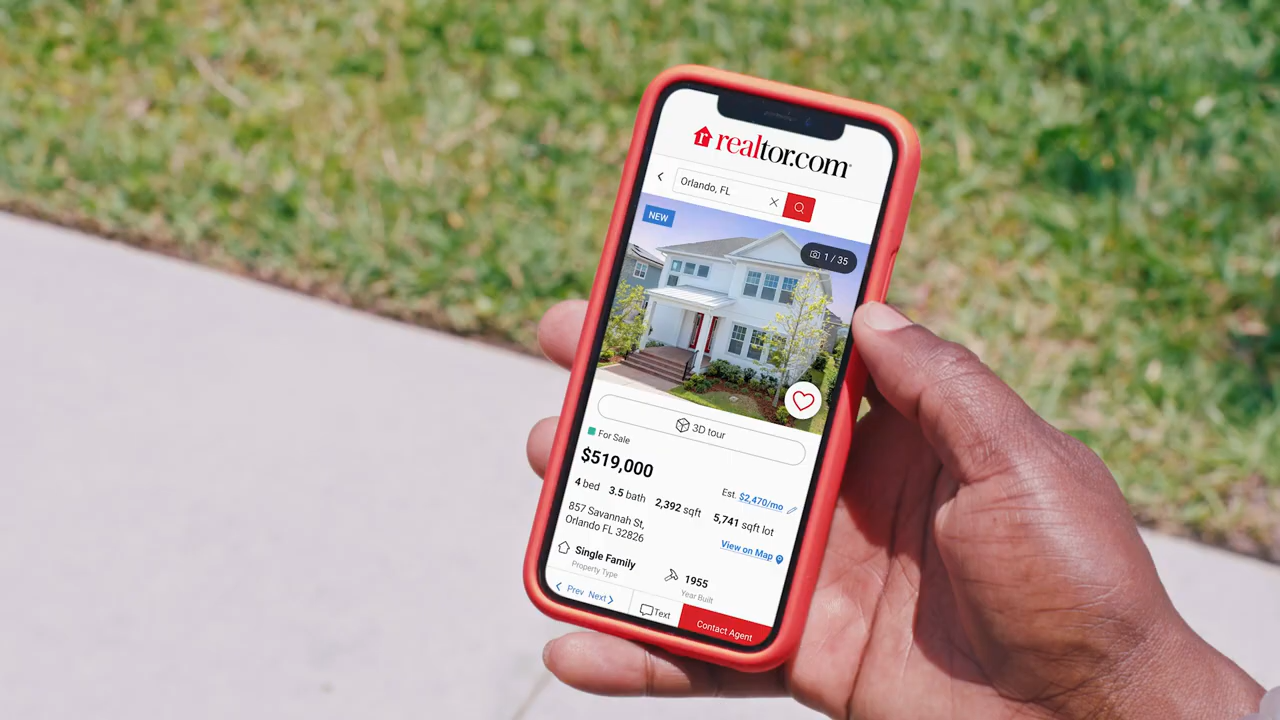 realtor.com
Orlando, FL
NEW
1 / 35
3D tour
For Sale
$519,000
Est. $2,470/mo
4 bed 3.5 bath 2,392 sqft 5,741 sqft lot
857 Savannah St,
Orlando FL 32826
View on Map
Single Family
Property Type
1955
Year Built
Prev Next
Text
Contact Agent